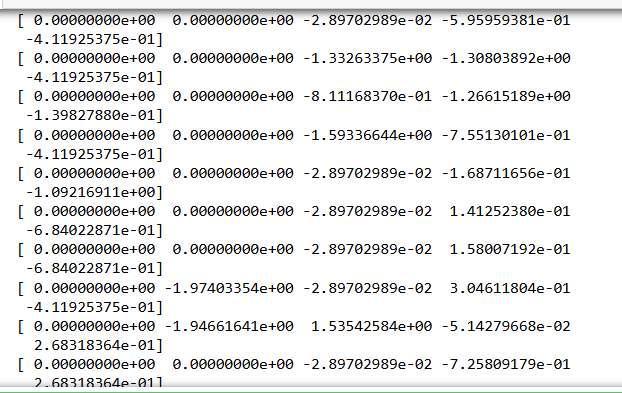 [ 0.00000000e+00  0.00000000e+00 -2.89702989e-02 -5.95959381e-01
 -4.11925375e-01]
[ 0.00000000e+00  0.00000000e+00 -1.33263375e+00 -1.30803892e+00
 -4.11925375e-01]
[ 0.00000000e+00  0.00000000e+00 -8.11168370e-01 -1.26615189e+00
 -1.39827880e-01]
[ 0.00000000e+00  0.00000000e+00 -1.59336644e+00 -7.55130101e-01
 -4.11925375e-01]
[ 0.00000000e+00  0.00000000e+00 -2.89702989e-02 -1.68711656e-01
 -1.09216911e+00]
[ 0.00000000e+00  0.00000000e+00 -2.89702989e-02  1.41252380e-01
 -6.84022871e-01]
[ 0.00000000e+00  0.00000000e+00 -2.89702989e-02  1.58007192e-01
 -6.84022871e-01]
[ 0.00000000e+00 -1.97403354e+00 -2.89702989e-02  3.04611804e-01
 -4.11925375e-01]
[ 0.00000000e+00 -1.94661641e+00  1.53542584e+00 -5.14279668e-02
  2.68318364e-01]
[ 0.00000000e+00  0.00000000e+00 -2.89702989e-02 -7.25809179e-01
  2.68318364e-01]